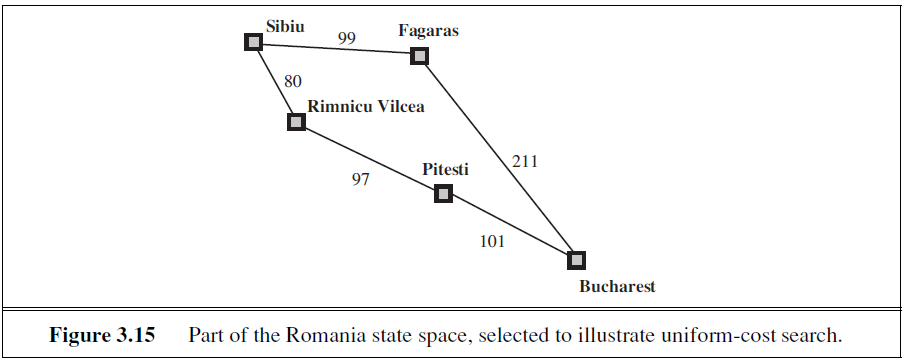 Sibiu
99
Fagaras
80
Rimnicu Vilcea
97
Pitesti
211
101
Bucharest
Figure 3.15 Part of the Romania state space, selected to illustrate uniform-cost search.